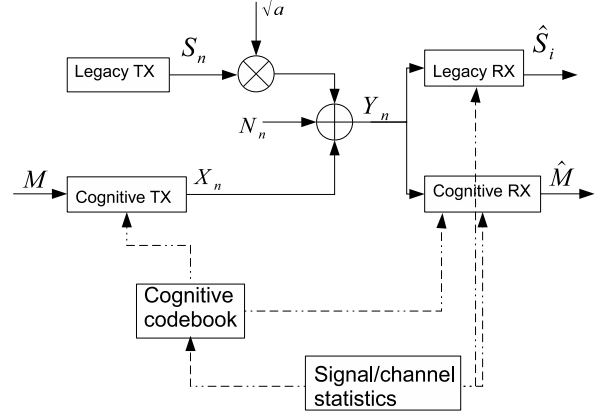 √a
S_n
Ŝ_i
Legacy TX
Legacy RX
Y_n
N_n
M
X_n
M̂
Cognitive TX
Cognitive RX
Cognitive
codebook
Signal/channel
statistics